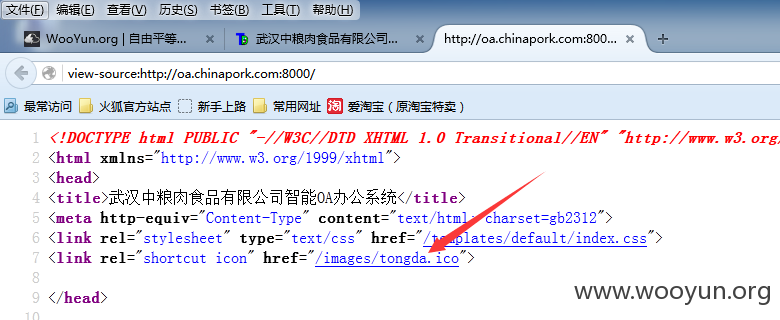 文件(F) 编辑(E) 查看(V) 历史(S) 书签(B) 工具(T) 帮助(H)
WooYun.org | 自由平等... 武汉中粮肉食品有限公司... http://oa.chinapork.com:800...
view-source:http://oa.chinapork.com:8000/
最常访问 火狐官方站点 新手上路 常用网址 淘 爱淘宝（原淘宝特卖）
1 <!DOCTYPE html PUBLIC "-//W3C//DTD XHTML 1.0 Transitional//EN" "http://www.w3.org/
2 <html xmlns="http://www.w3.org/1999/xhtml">
3 <head>
4 <title>武汉中粮肉食品有限公司智能OA办公系统</title>
5 <meta http-equiv="Content-Type" content="text/html; charset=gb2312">
6 <link rel="stylesheet" type="text/css" href="/templates/default/index.css">
7 <link rel="shortcut icon" href="/images/tongda.ico">
8
9 </head>
10
www.wooyun.org